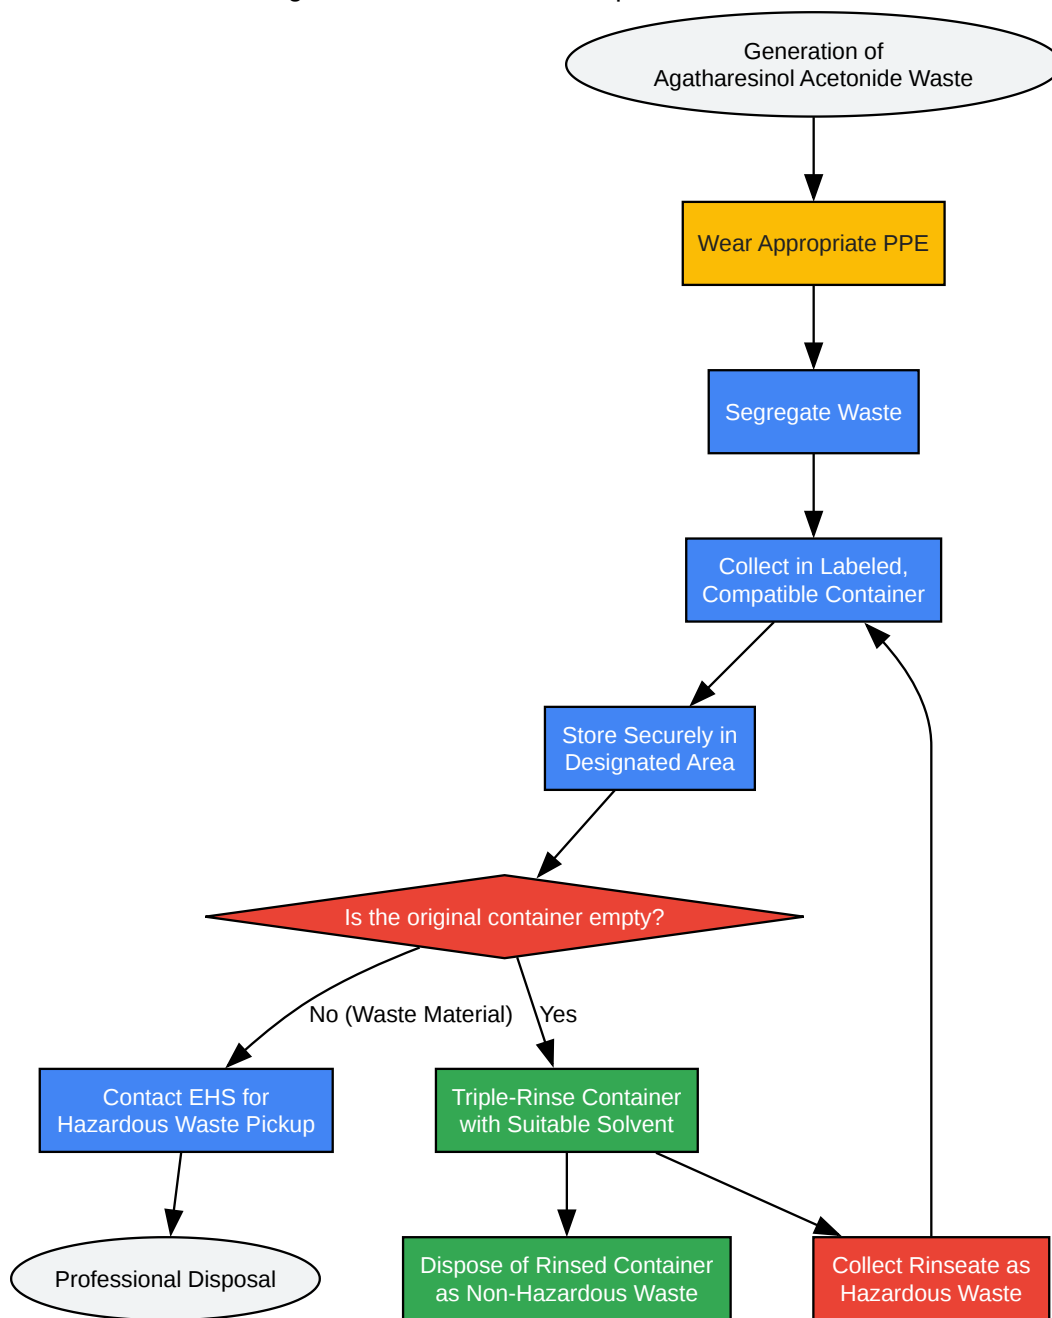 Generation of
Agatharesinol Acetonide Waste
Wear Appropriate PPE
Segregate Waste
Collect in Labeled,
Compatible Container
Store Securely in
Designated Area
Is the original container empty?
No (Waste Material)
Yes
Contact EHS for
Hazardous Waste Pickup
Triple-Rinse Container
with Suitable Solvent
Professional Disposal
Dispose of Rinsed Container
as Non-Hazardous Waste
Collect Rinseate as
Hazardous Waste